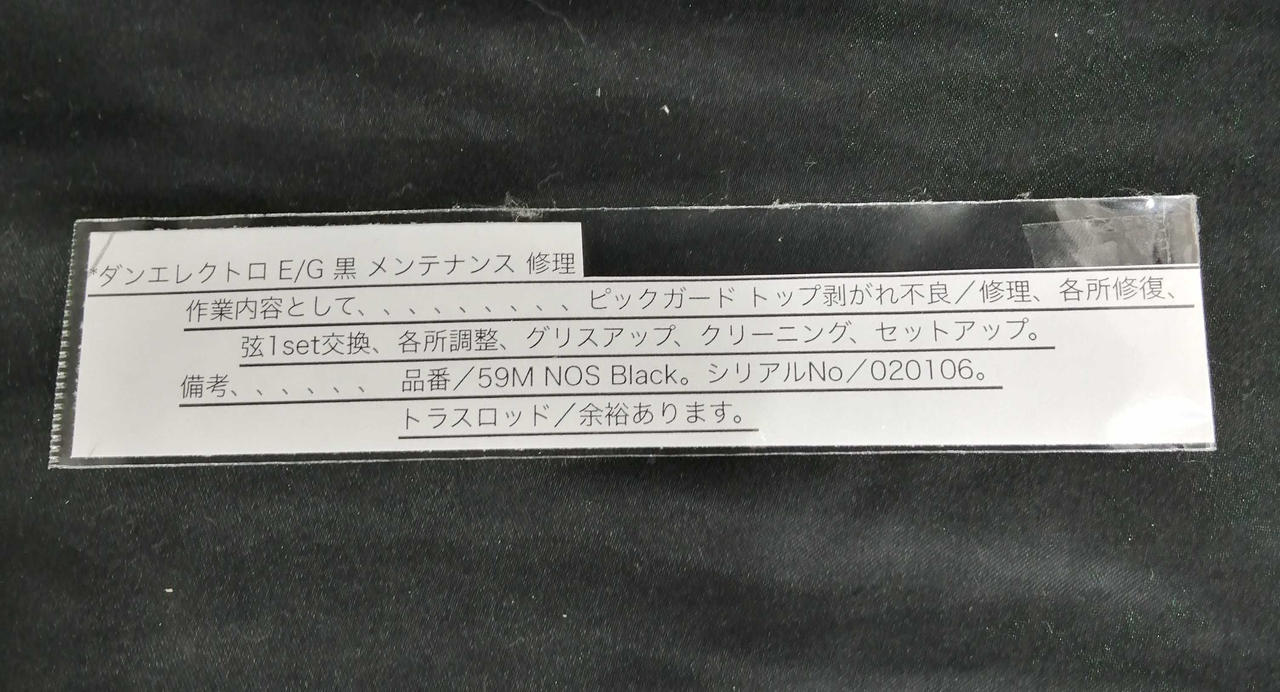 *ダンエレクトロ E/G 黒 メンテナンス 修理
作業内容として、、、、、、、、、、ピックガード トップ剥がれ不良／修理、各所修復、
弦1set交換、各所調整、グリスアップ、クリーニング、セットアップ。
備考、、、、、、 品番／59M NOS Black。シリアルNo／020106。
トラスロッド／余裕あります。